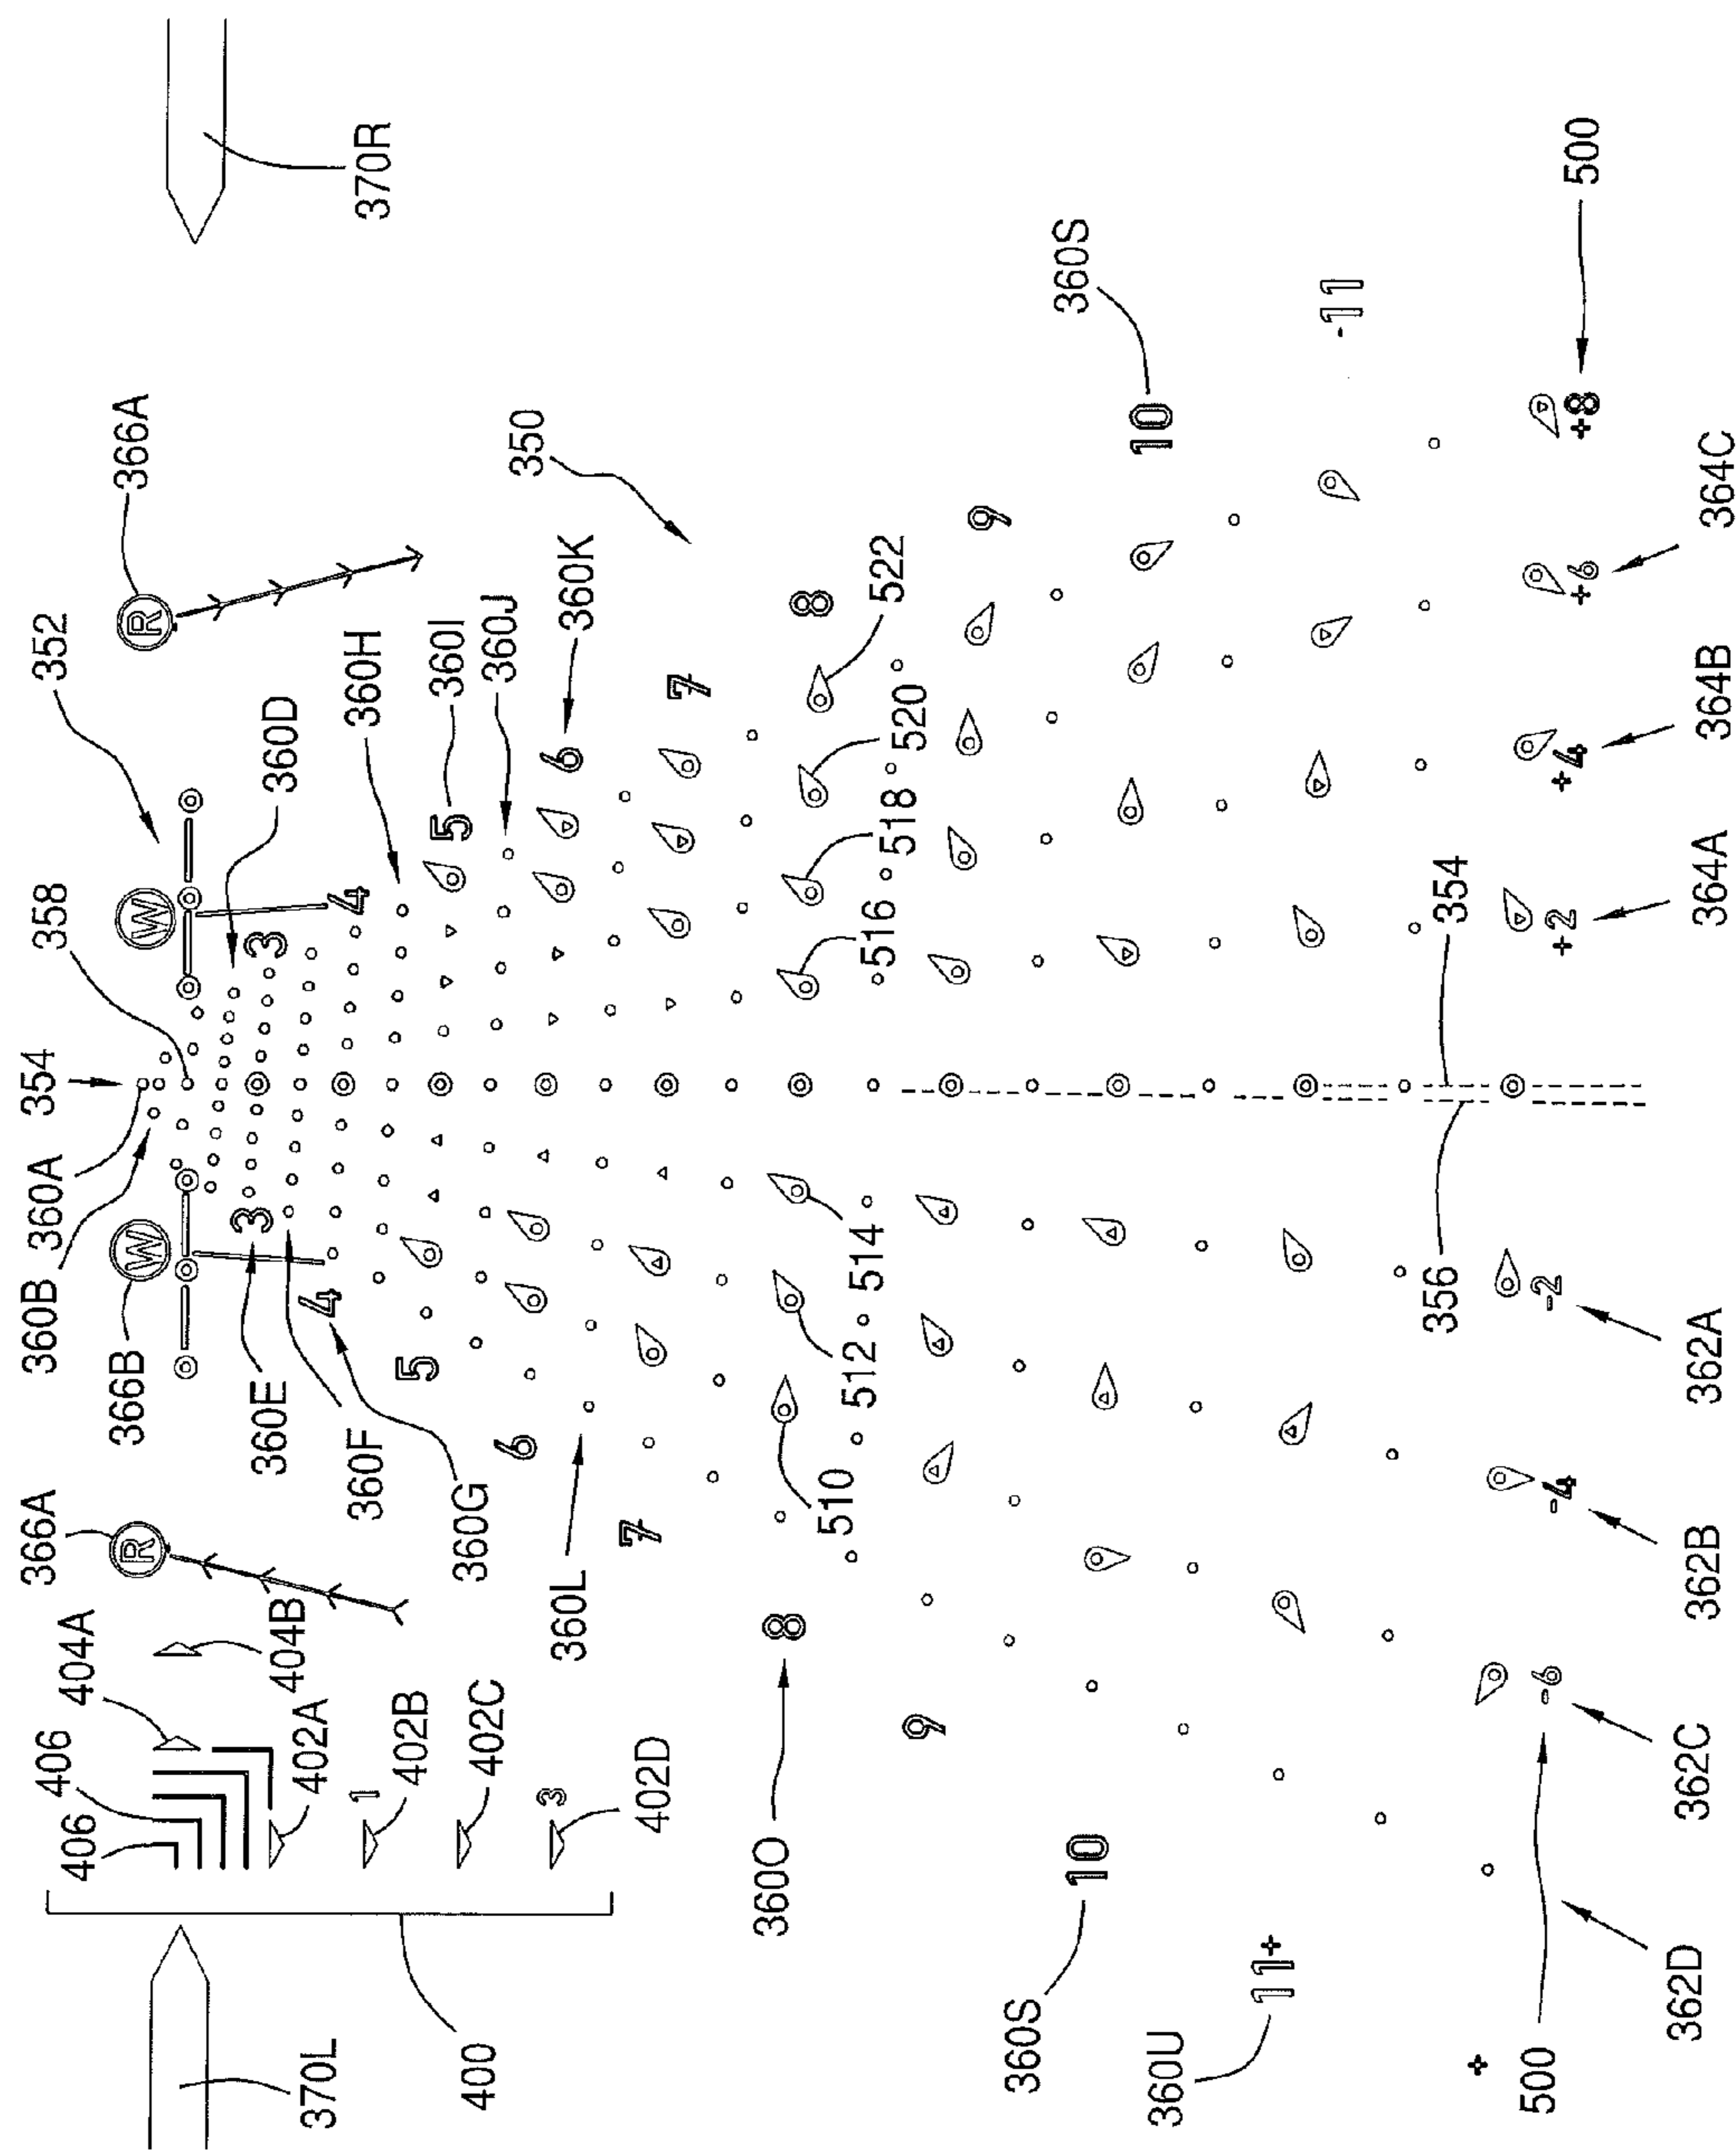 370R
366A
R
352
358
354
360A
360B
366B
W
W
366A
R
404A
404B
406
406
402A
402B
1
402C
3
402D
400
370L
360D
360H
360I
360J
360K
350
360E
360F
360G
360L
3
3
4
4
5
5
6
6
7
7
8
8
9
9
10
10
-11
11+
360O
360S
360S
360U
510
512
514
516
518
520
522
354
356
500
+8
+6
+4
+2
-2
-4
-6
+
364C
364B
364A
362A
362B
362C
362D
500